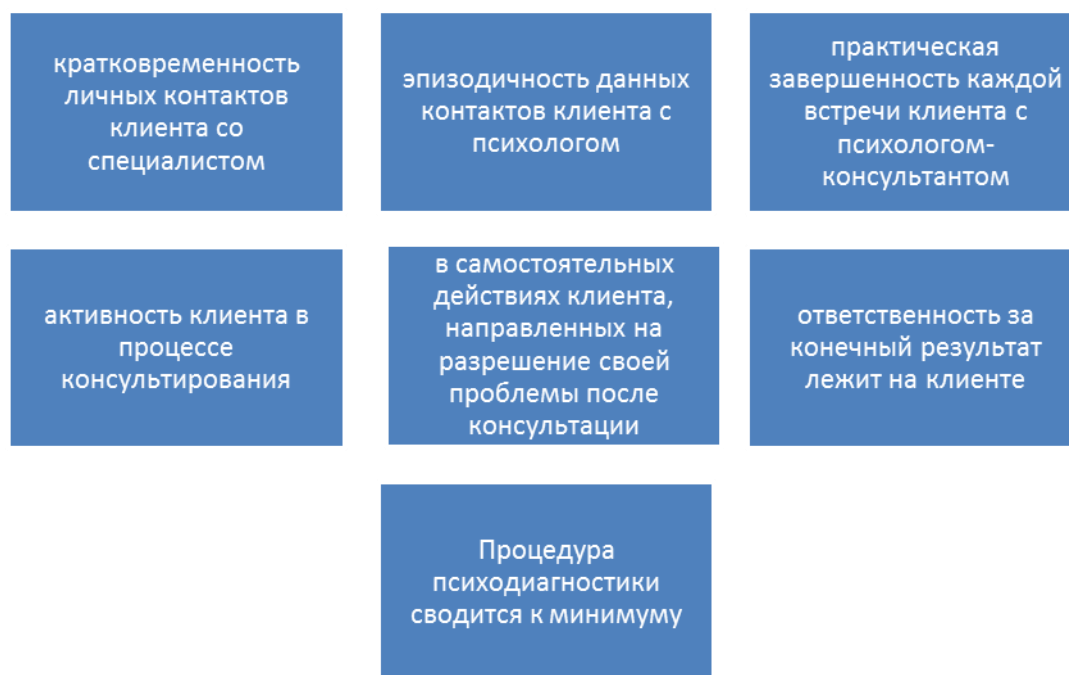 кратковременность
личных контактов
клиента со
специалистом
эпизодичность данных
контактов клиента с
психологом
практическая
завершенность каждой
встречи клиента с
психологом-
консультантом
активность клиента в
процессе
консультирования
в самостоятельных
действиях клиента,
направленных на
разрешение своей
проблемы после
консультации
ответственность за
конечный результат
лежит на клиенте
Процедура
психодиагностики
сводится к минимуму